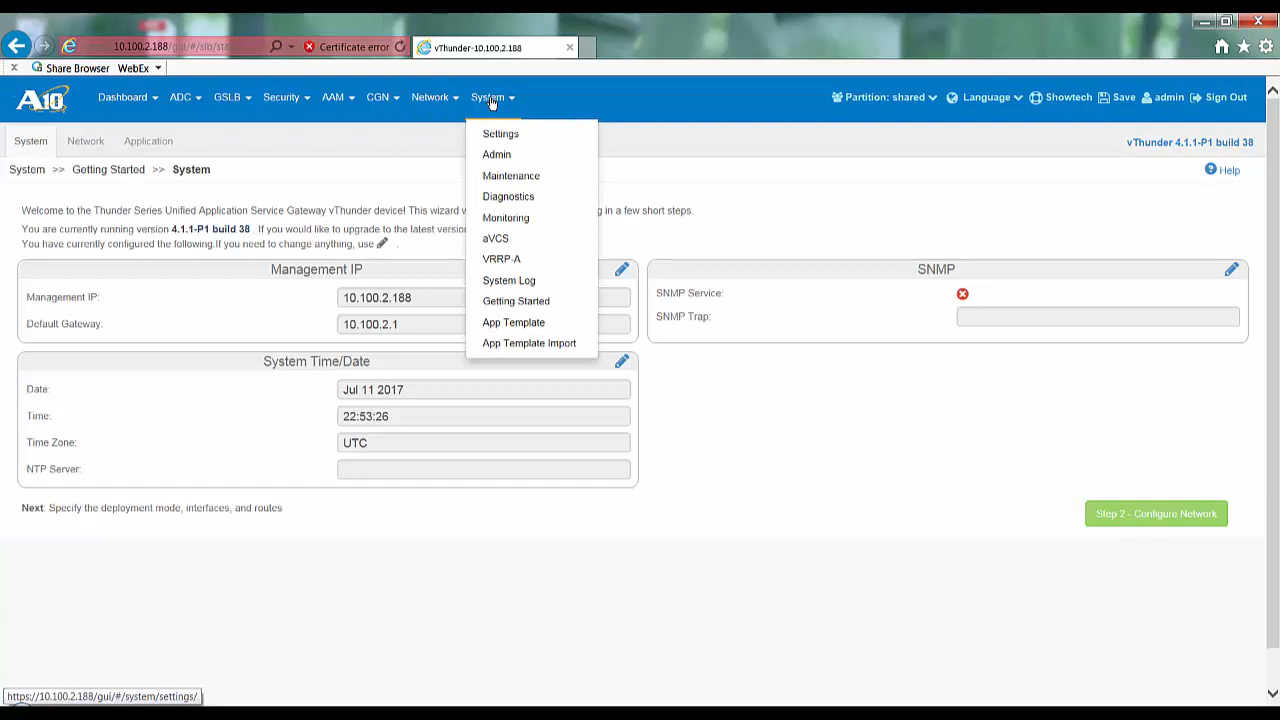 10.100.2.188/gui/#/slb/sta
Certificate error
vThunder-10.100.2.188
Share Browser WebEx
A10 Dashboard ADC GSLB Security AAM CGN Network System Partition: shared Language Showtech Save admin Sign Out
System Network Application
vThunder 4.1.1-P1 build 38
System >> Getting Started >> System
Help
Settings
Admin
Maintenance
Diagnostics
Monitoring
aVCS
VRRP-A
System Log
Getting Started
App Template
App Template Import
Welcome to the Thunder Series Unified Application Service Gateway vThunder device! This wizard g in a few short steps.
You are currently running version 4.1.1-P1 build 38 . If you would like to upgrade to the latest version
You have currently configured the following.If you need to change anything, use .
Management IP
Management IP: 10.100.2.188
Default Gateway: 10.100.2.1
SNMP
SNMP Service:
SNMP Trap:
System Time/Date
Date: Jul 11 2017
Time: 22:53:26
Time Zone: UTC
NTP Server:
Next: Specify the deployment mode, interfaces, and routes
Step 2 - Configure Network
https://10.100.2.188/gui/#/system/settings/